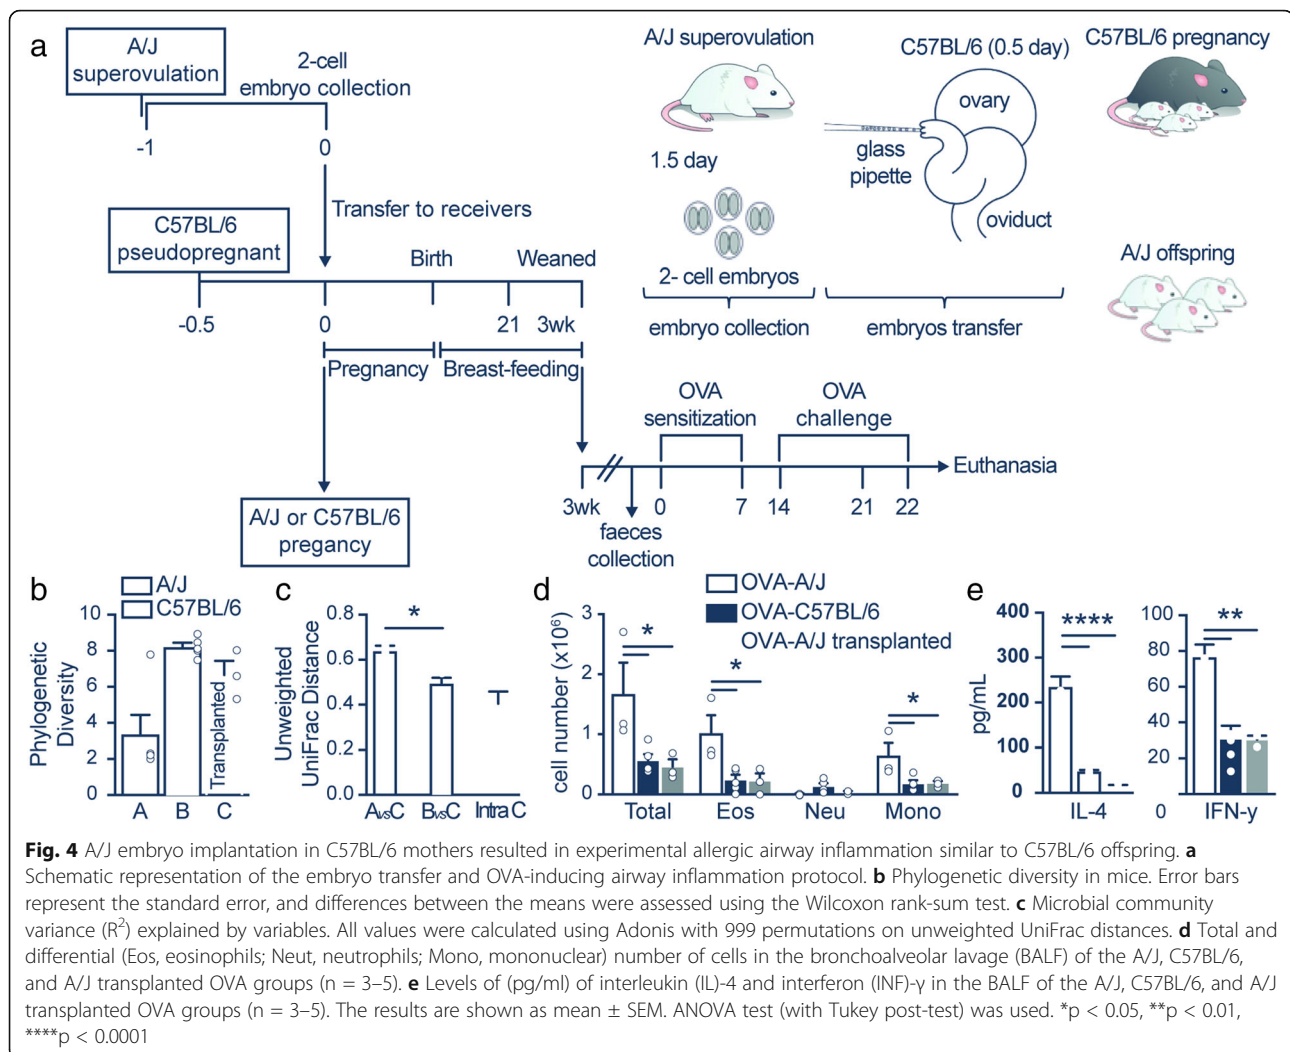 a
A/J
superovulation
2-cell
embryo collection
-1
0
Transfer to receivers
C57BL/6
pseudopregnant
Birth
Weaned
-0.5
0
21
3wk
Pregnancy
Breast-feeding
A/J or C57BL/6
pregancy
A/J superovulation
1.5 day
2- cell embryos
embryo collection
C57BL/6 (0.5 day)
ovary
glass
pipette
oviduct
embryos transfer
C57BL/6 pregnancy
A/J offspring
OVA
sensitization
OVA
challenge
Euthanasia
3wk
0
7
14
21
22
faeces
collection
b
A/J
C57BL/6
Phylogenetic
Diversity
10
8
6
4
2
0
Transplanted
A
B
C
c
Unweighted
UniFrac Distance
0.8
0.6
0.4
0.2
0.0
*
AvsC
BvsC
Intra C
d
OVA-A/J
OVA-C57BL/6
OVA-A/J transplanted
cell number (x10⁶)
3
2
1
0
*
*
*
Total
Eos
Neu
Mono
e
pg/mL
400
300
200
100
0
****
IL-4
100
80
60
40
20
0
**
IFN-y
Fig. 4 A/J embryo implantation in C57BL/6 mothers resulted in experimental allergic airway inflammation similar to C57BL/6 offspring. a
Schematic representation of the embryo transfer and OVA-inducing airway inflammation protocol. b Phylogenetic diversity in mice. Error bars
represent the standard error, and differences between the means were assessed using the Wilcoxon rank-sum test. c Microbial community
variance (R²) explained by variables. All values were calculated using Adonis with 999 permutations on unweighted UniFrac distances. d Total and
differential (Eos, eosinophils; Neut, neutrophils; Mono, mononuclear) number of cells in the bronchoalveolar lavage (BALF) of the A/J, C57BL/6,
and A/J transplanted OVA groups (n = 3–5). e Levels of (pg/ml) of interleukin (IL)-4 and interferon (INF)-γ in the BALF of the A/J, C57BL/6, and A/J
transplanted OVA groups (n = 3–5). The results are shown as mean ± SEM. ANOVA test (with Tukey post-test) was used. *p < 0.05, **p < 0.01,
****p < 0.0001